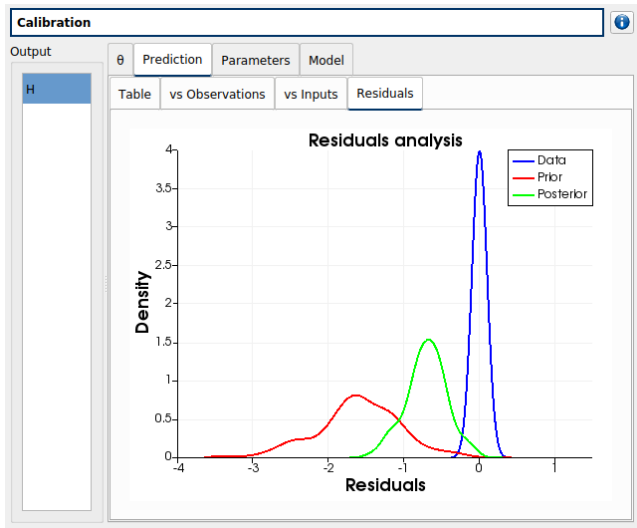 Calibration
Output
θ Prediction Parameters Model
H
Table vs Observations vs Inputs Residuals
Residuals analysis
Data
Prior
Posterior
4
3.5
3
2.5
2
1.5
1
0.5
0
Density
-4 -3 -2 -1 0 1
Residuals